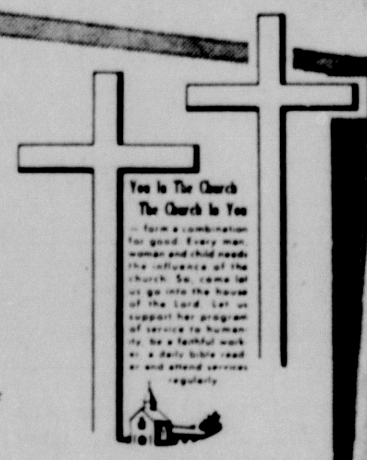 You In The Church
The Church In You
— form a combination
for good. Every man,
woman and child needs
the influence of the
church. So, come let
us go into the house
of the Lord. Let us
support her program
of service to human-
ity, be a faithful work-
er, a daily bible read-
er and attend services
regularly.